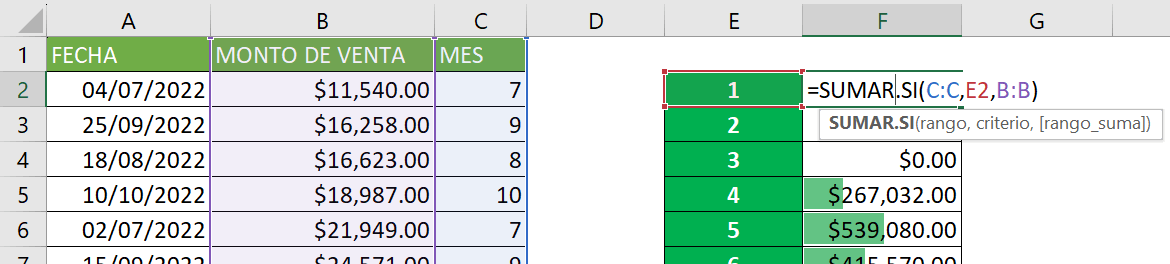 A B C D E F G
1 FECHA MONTO DE VENTA MES
2 04/07/2022 $11,540.00 7 1 =SUMAR.SI(C:C,E2,B:B)
3 25/09/2022 $16,258.00 9 2 SUMAR.SI(rango, criterio, [rango_suma])
4 18/08/2022 $16,623.00 8 3 $0.00
5 10/10/2022 $18,987.00 10 4 $267,032.00
6 02/07/2022 $21,949.00 7 5 $539,080.00
7 15/09/2022 $24,571.00 9 6 $415,570.00